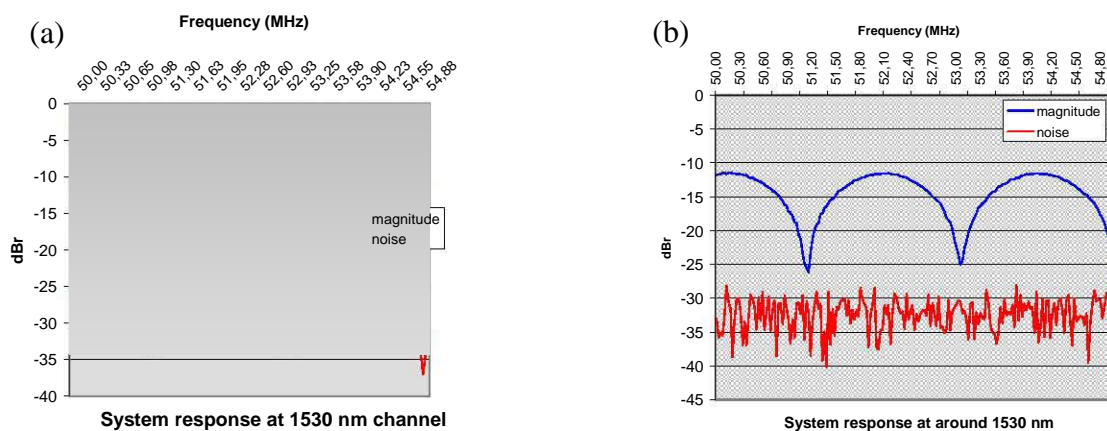 (a)
Frequency (MHz)
50,00 50,33 50,65 50,98 51,30 51,63 51,95 52,28 52,60 52,93 53,25 53,58 53,90 54,23 54,55 54,88
0
-5
-10
-15
-20
-25
-30
-35
-40
dBr
magnitude
noise
System response at 1530 nm channel
(b)
Frequency (MHz)
50,00 50,30 50,60 50,90 51,20 51,50 51,80 52,10 52,40 52,70 53,00 53,30 53,60 53,90 54,20 54,50 54,80
0
-5
-10
-15
-20
-25
-30
-35
-40
-45
dBr
magnitude
noise
System response at around 1530 nm